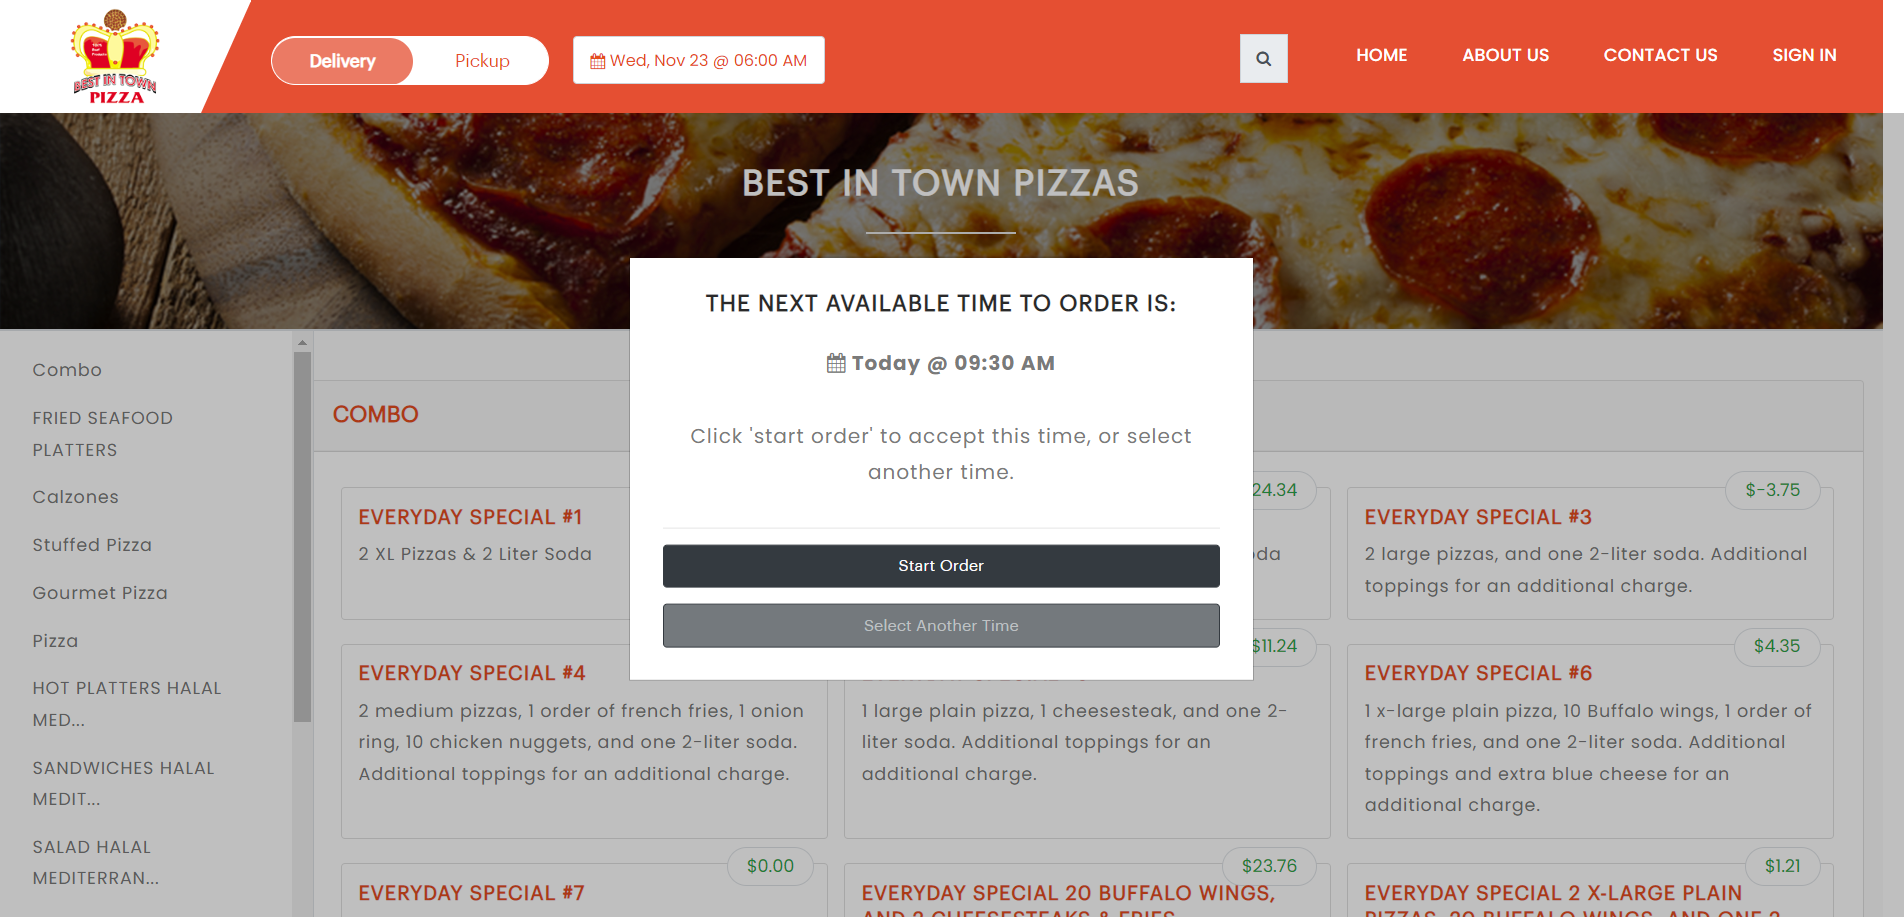 BEST IN TOWN
PIZZA
Delivery
Pickup
Wed, Nov 23 @ 06:00 AM
HOME
ABOUT US
CONTACT US
SIGN IN
BEST IN TOWN PIZZAS
THE NEXT AVAILABLE TIME TO ORDER IS:
Today @ 09:30 AM
Click 'start order' to accept this time, or select
another time.
Start Order
Select Another Time
Combo
FRIED SEAFOOD
PLATTERS
Calzones
Stuffed Pizza
Gourmet Pizza
Pizza
HOT PLATTERS HALAL
MED...
SANDWICHES HALAL
MEDIT...
SALAD HALAL
MEDITERRAN...
COMBO
EVERYDAY SPECIAL #1
2 XL Pizzas & 2 Liter Soda
24.34
$-3.75
EVERYDAY SPECIAL #3
2 large pizzas, and one 2-liter soda. Additional
toppings for an additional charge.
EVERYDAY SPECIAL #4
2 medium pizzas, 1 order of french fries, 1 onion
ring, 10 chicken nuggets, and one 2-liter soda.
Additional toppings for an additional charge.
$11.24
1 large plain pizza, 1 cheesesteak, and one 2-
liter soda. Additional toppings for an
additional charge.
$4.35
EVERYDAY SPECIAL #6
1 x-large plain pizza, 10 Buffalo wings, 1 order of
french fries, and one 2-liter soda. Additional
toppings and extra blue cheese for an
additional charge.
$0.00
EVERYDAY SPECIAL #7
$23.76
EVERYDAY SPECIAL 20 BUFFALO WINGS,
AND 2 CHEESESTEAKS & FRIES
$1.21
EVERYDAY SPECIAL 2 X-LARGE PLAIN
PIZZAS, 20 BUFFALO WINGS, AND ONE 2